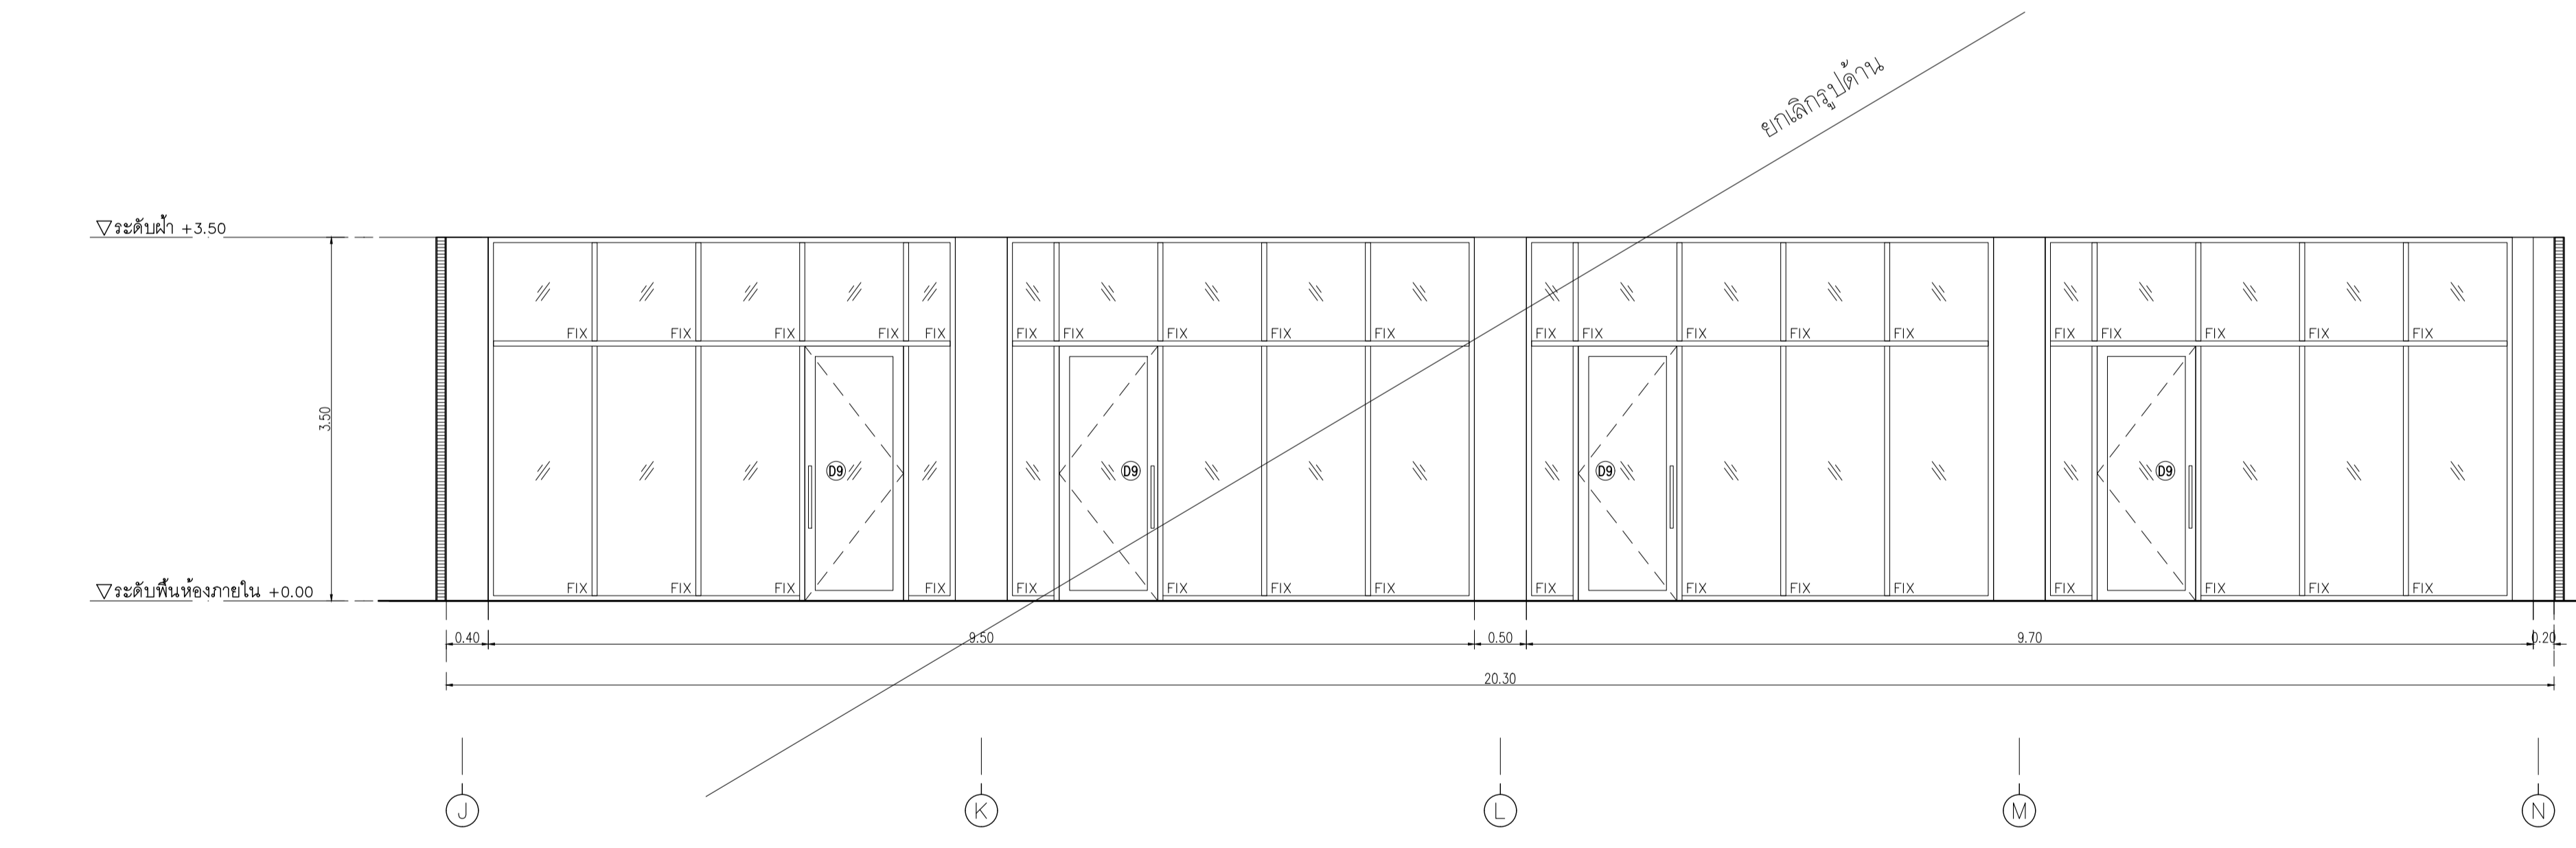 ยกเลิกรูปด้าน
ระดับฝ้า +3.50
FIX FIX FIX FIX FIX FIX FIX FIX FIX FIX FIX FIX FIX FIX FIX FIX FIX FIX FIX FIX
3.50
D9 D9 D9 D9
ระดับพื้นห้องภายใน +0.00
FIX FIX FIX FIX FIX FIX FIX FIX FIX FIX FIX FIX FIX FIX FIX FIX
0.40 9.50 0.50 9.70 0.20
20.30
J K L M N